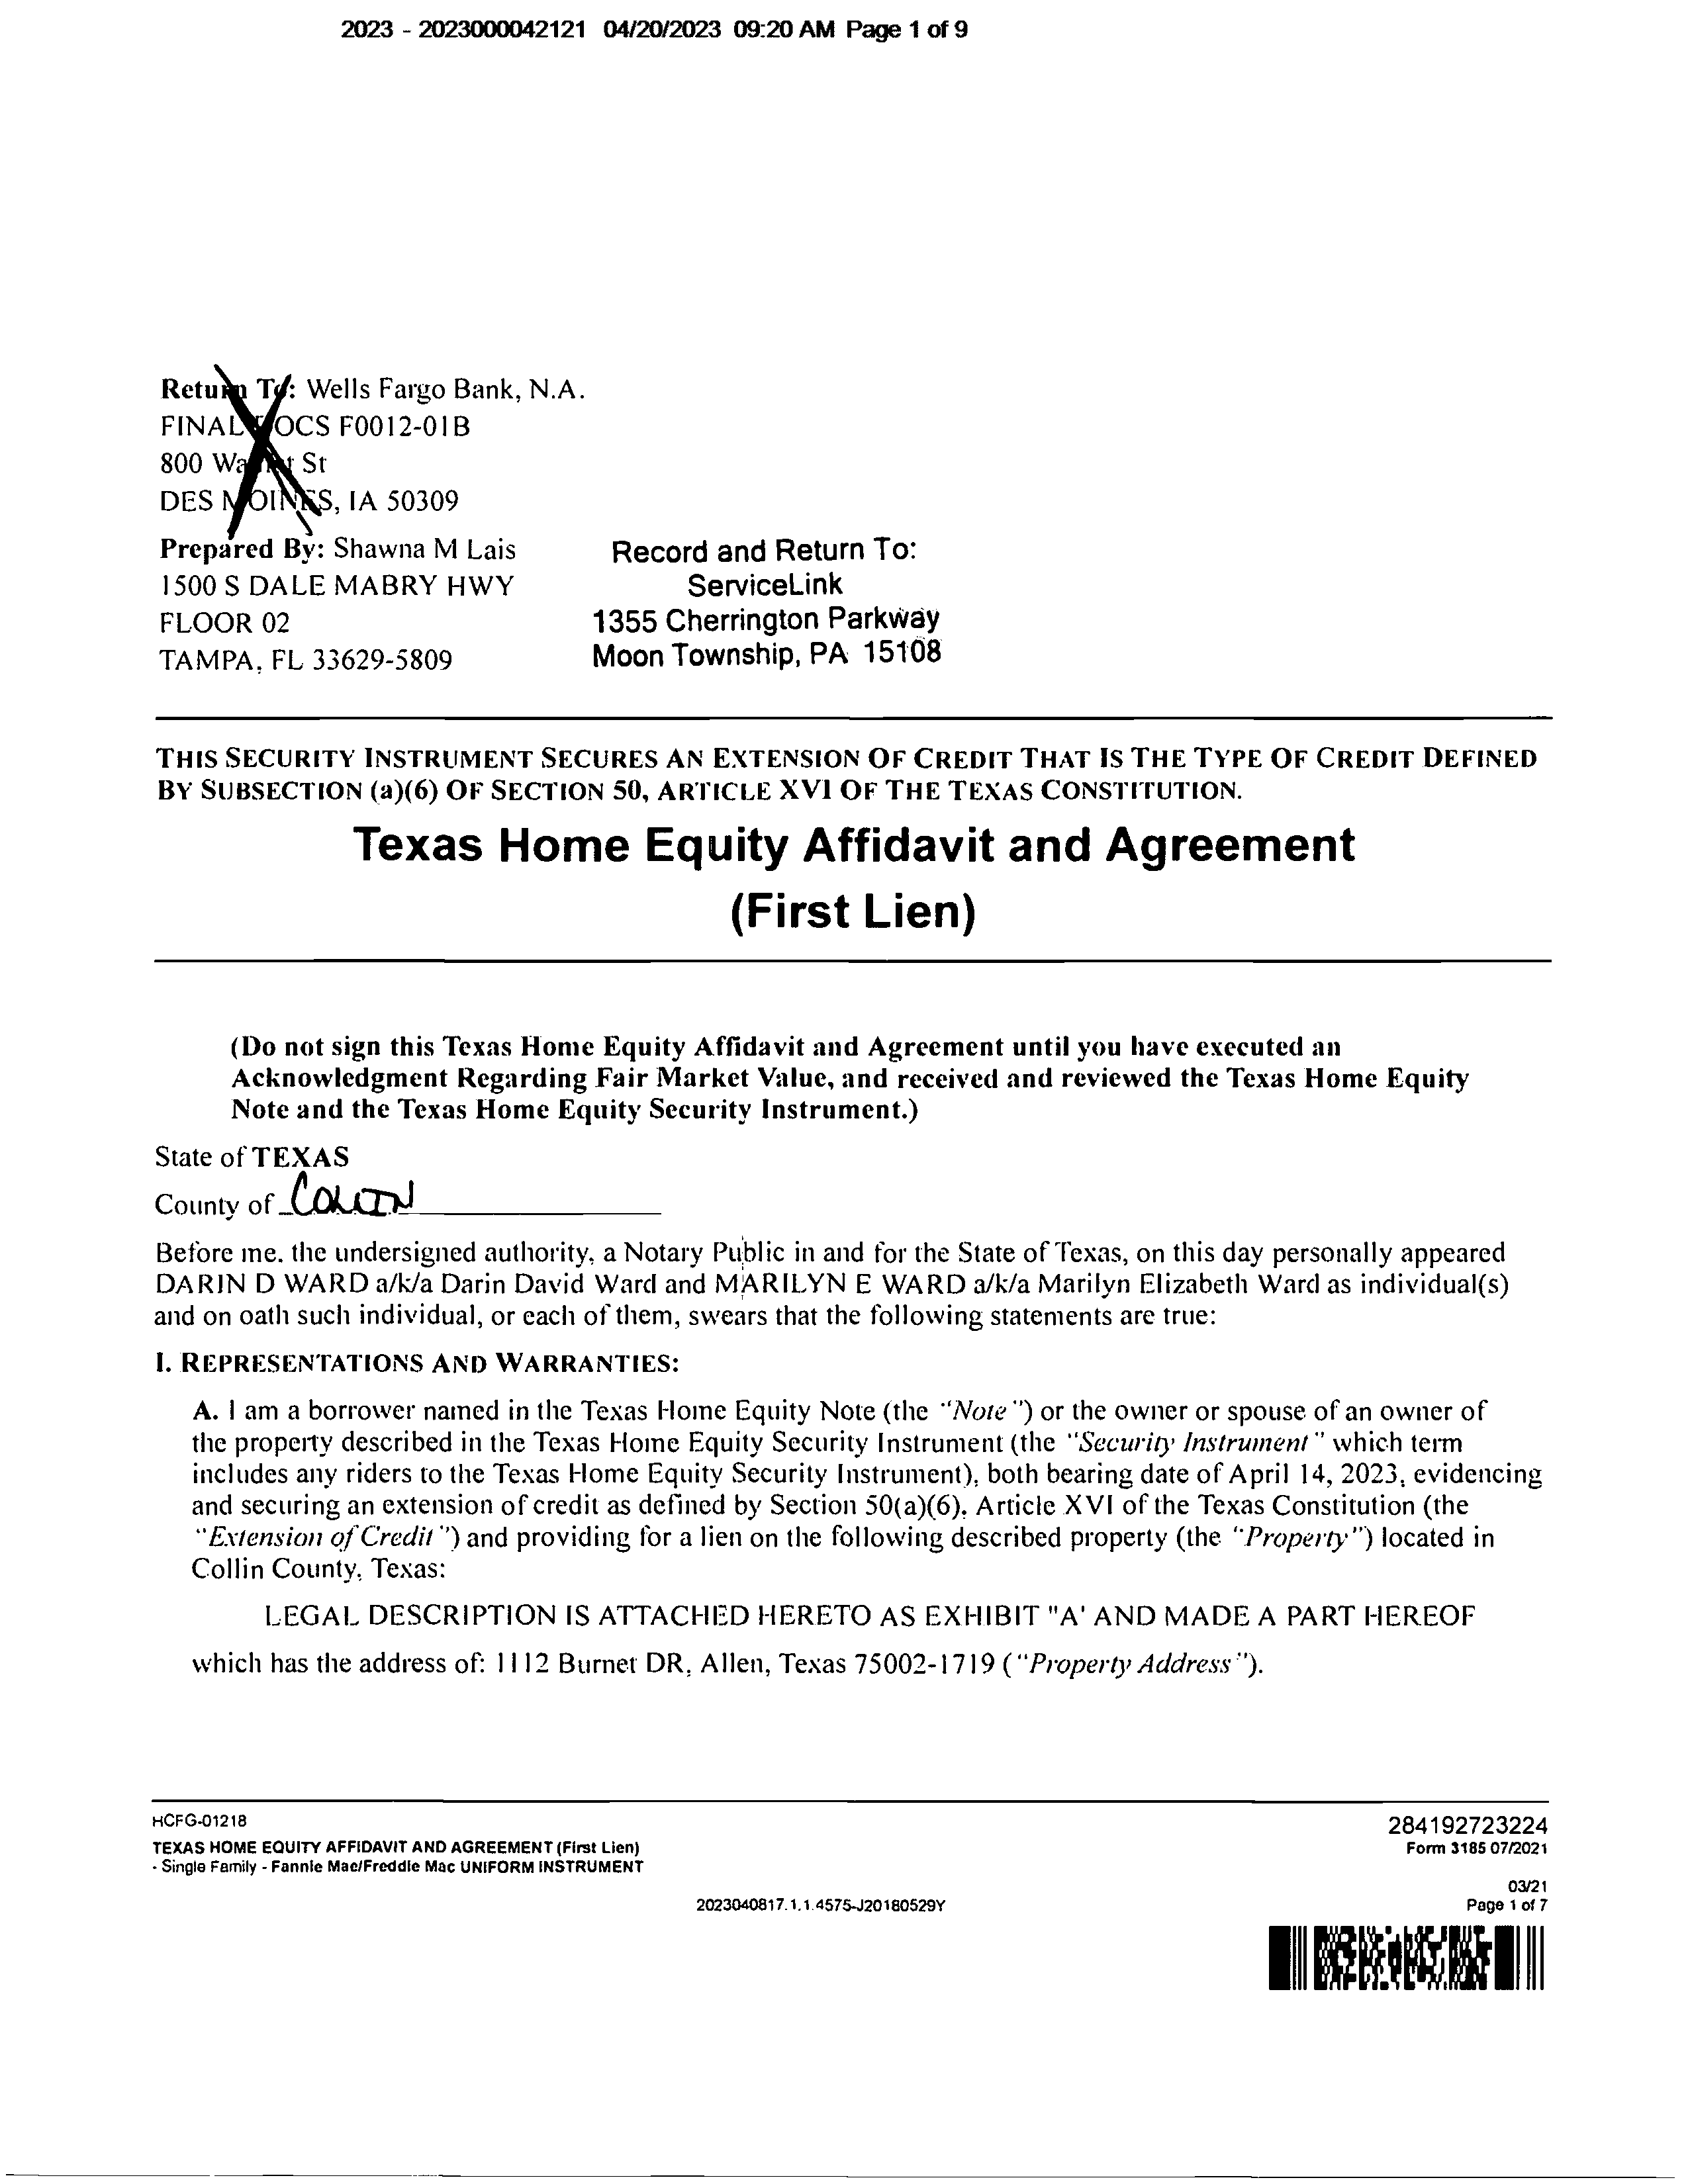 2023 - 2023000042121 04/20/2023 09:20 AM Page 1 of 9
Return To: Wells Fargo Bank, N.A.
FINAL DOCS F0012-01B
800 Walnut St
DES MOINES, IA 50309
Prepared By: Shawna M Lais
1500 S DALE MABRY HWY
FLOOR 02
TAMPA, FL 33629-5809
Record and Return To:
ServiceLink
1355 Cherrington Parkway
Moon Township, PA 15108
THIS SECURITY INSTRUMENT SECURES AN EXTENSION OF CREDIT THAT IS THE TYPE OF CREDIT DEFINED
BY SUBSECTION (a)(6) OF SECTION 50, ARTICLE XVI OF THE TEXAS CONSTITUTION.
Texas Home Equity Affidavit and Agreement
(First Lien)
(Do not sign this Texas Home Equity Affidavit and Agreement until you have executed an
Acknowledgment Regarding Fair Market Value, and received and reviewed the Texas Home Equity
Note and the Texas Home Equity Security Instrument.)
State of TEXAS
County of COLLIN
Before me, the undersigned authority, a Notary Public in and for the State of Texas, on this day personally appeared
DARIN D WARD a/k/a Darin David Ward and MARILYN E WARD a/k/a Marilyn Elizabeth Ward as individual(s)
and on oath such individual, or each of them, swears that the following statements are true:
I. REPRESENTATIONS AND WARRANTIES:
A. I am a borrower named in the Texas Home Equity Note (the "Note") or the owner or spouse of an owner of
the property described in the Texas Home Equity Security Instrument (the "Security Instrument" which term
includes any riders to the Texas Home Equity Security Instrument), both bearing date of April 14, 2023, evidencing
and securing an extension of credit as defined by Section 50(a)(6), Article XVI of the Texas Constitution (the
"Extension of Credit") and providing for a lien on the following described property (the "Property") located in
Collin County, Texas:
LEGAL DESCRIPTION IS ATTACHED HERETO AS EXHIBIT "A' AND MADE A PART HEREOF
which has the address of: 1112 Burnet DR, Allen, Texas 75002-1719 ("Property Address").
HCFG-01218
TEXAS HOME EQUITY AFFIDAVIT AND AGREEMENT (First Lien)
- Single Family - Fannie Mae/Freddie Mac UNIFORM INSTRUMENT
284192723224
Form 3185 07/2021
03/21
2023040817.1.1.4575-J20180529Y
Page 1 of 7